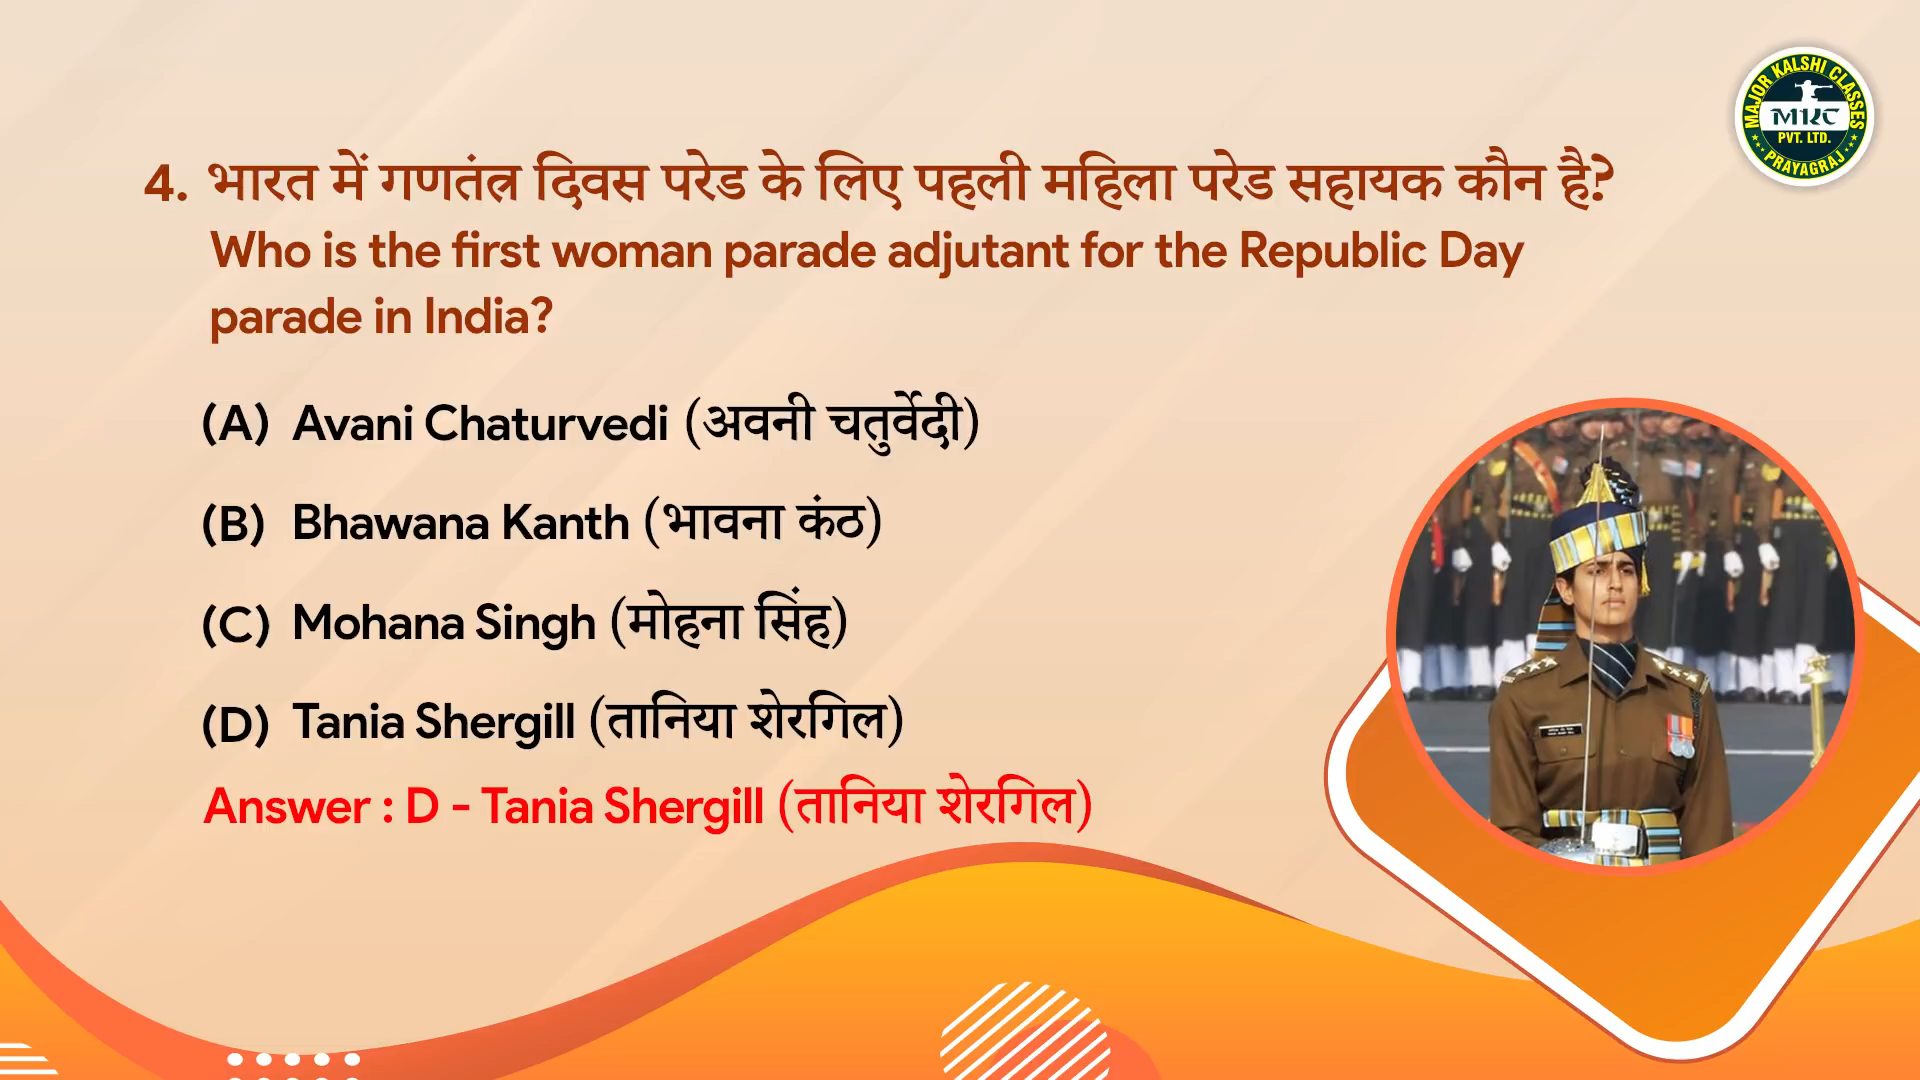 MAJOR KALSHI CLASSES
MKC
PVT. LTD.
PRAYAGRAJ
4. भारत में गणतंत्र दिवस परेड के लिए पहली महिला परेड सहायक कौन है?
Who is the first woman parade adjutant for the Republic Day
parade in India?
(A) Avani Chaturvedi (अवनी चतुर्वेदी)
(B) Bhawana Kanth (भावना कंठ)
(C) Mohana Singh (मोहना सिंह)
(D) Tania Shergill (तानिया शेरगिल)
Answer : D - Tania Shergill (तानिया शेरगिल)